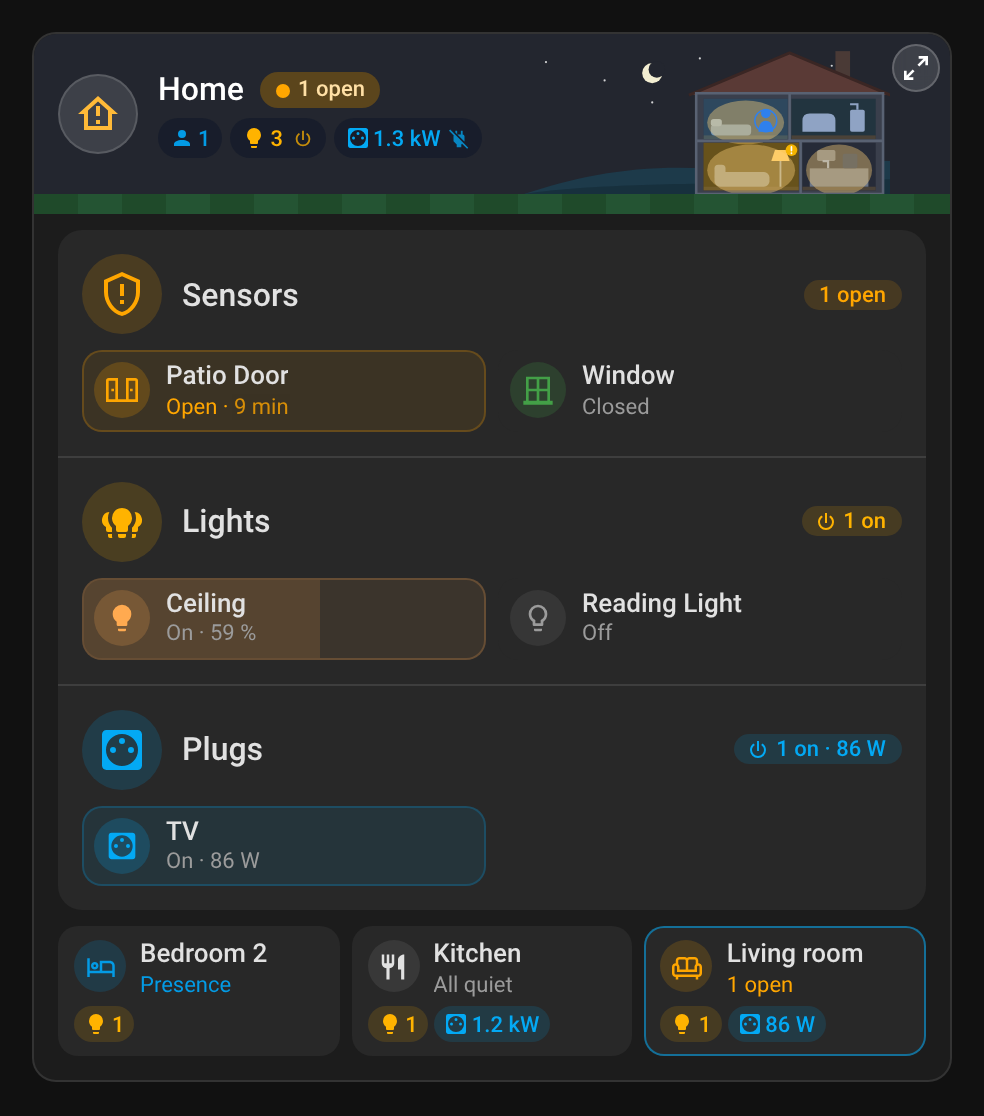 Home
1 open
1
3
1.3 kW
Sensors
1 open
Patio Door
Open · 9 min
Window
Closed
Lights
1 on
Ceiling
On · 59 %
Reading Light
Off
Plugs
1 on · 86 W
TV
On · 86 W
Bedroom 2
Presence
1
Kitchen
All quiet
1
1.2 kW
Living room
1 open
1
86 W